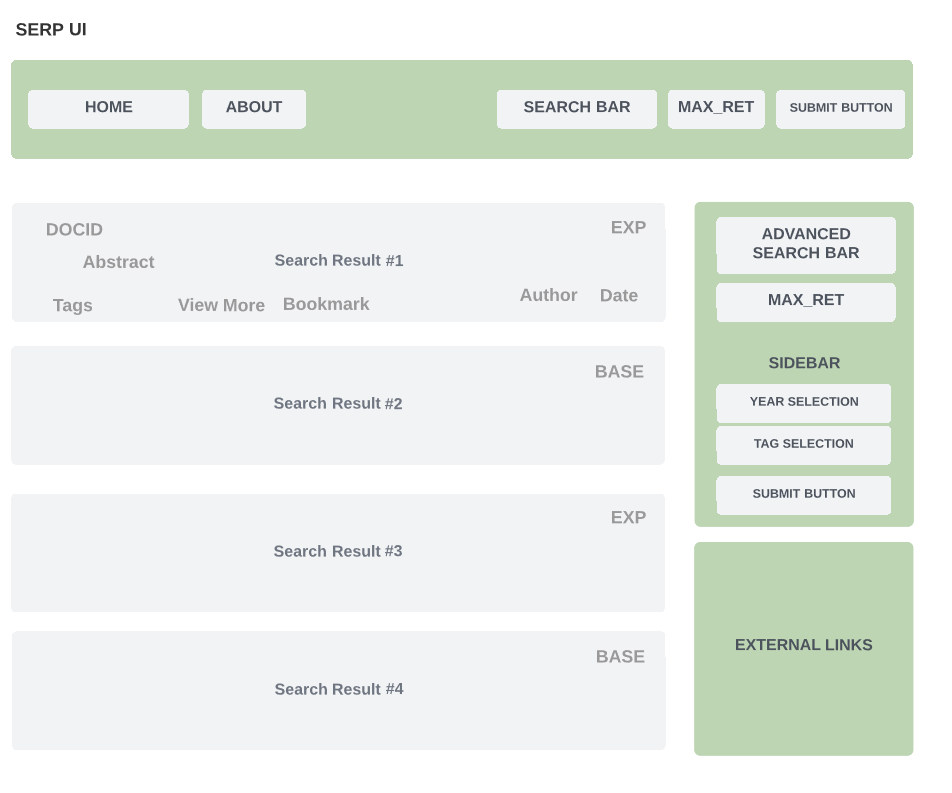 SERP UI
HOME
ABOUT
SEARCH BAR
MAX_RET
SUBMIT BUTTON
DOCID
EXP
Abstract
Search Result #1
Tags
View More
Bookmark
Author
Date
BASE
Search Result #2
EXP
Search Result #3
BASE
Search Result #4
ADVANCED
SEARCH BAR
MAX_RET
SIDEBAR
YEAR SELECTION
TAG SELECTION
SUBMIT BUTTON
EXTERNAL LINKS